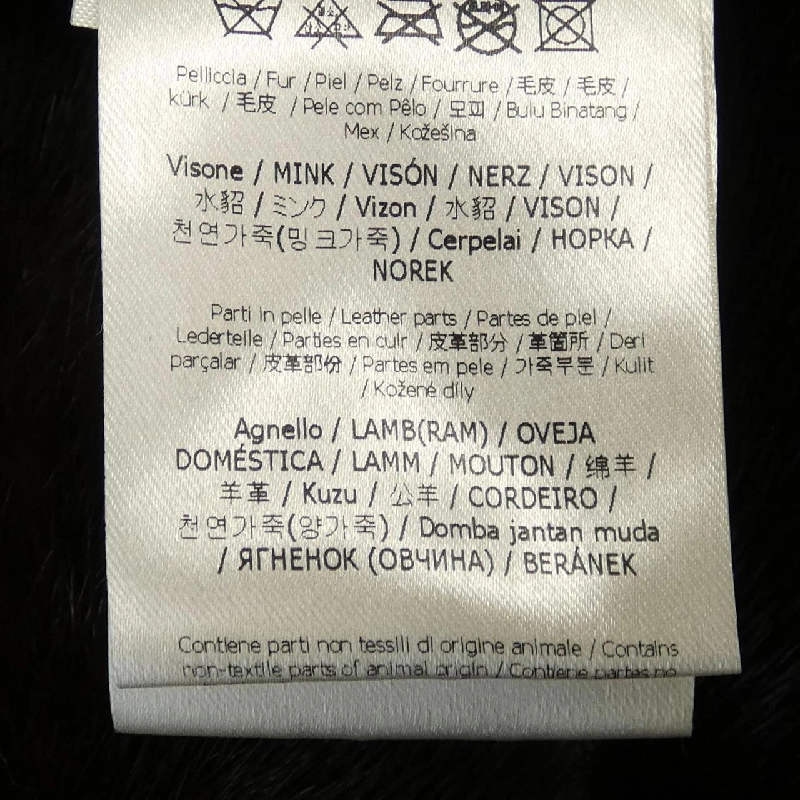 Pelliccia / Fur / Piel / Pelz / Fourrure / 毛皮 / 毛皮 /
kürk / 毛皮 / Pele com Pêlo / 모피 / Bulu Binatang /
Mex / Kožešina
Visone / MINK / VISÓN / NERZ / VISON /
水貂 / ミンク / Vizon / 水貂 / VISON /
천연가죽(밍크가죽) / Cerpelai / НОРКА /
NOREK
Parti in pelle / Leather parts / Partes de piel /
Lederteile / Parties en cuir / 皮革部分 / 革箇所 / Deri
parçalar / 皮革部份 / Partes em pele / 가죽부분 / Kulit
/ Kožené díly
Agnello / LAMB(RAM) / OVEJA
DOMÉSTICA / LAMM / MOUTON / 绵羊 /
羊革 / Kuzu / 公羊 / CORDEIRO /
천연가죽(양가죽) / Domba jantan muda
/ ЯГНЕНОК (ОВЧИНА) / BERÁNEK
Contiene parti non tessili di origine animale / Contains
non-textile parts of animal origin / Contiene partes no